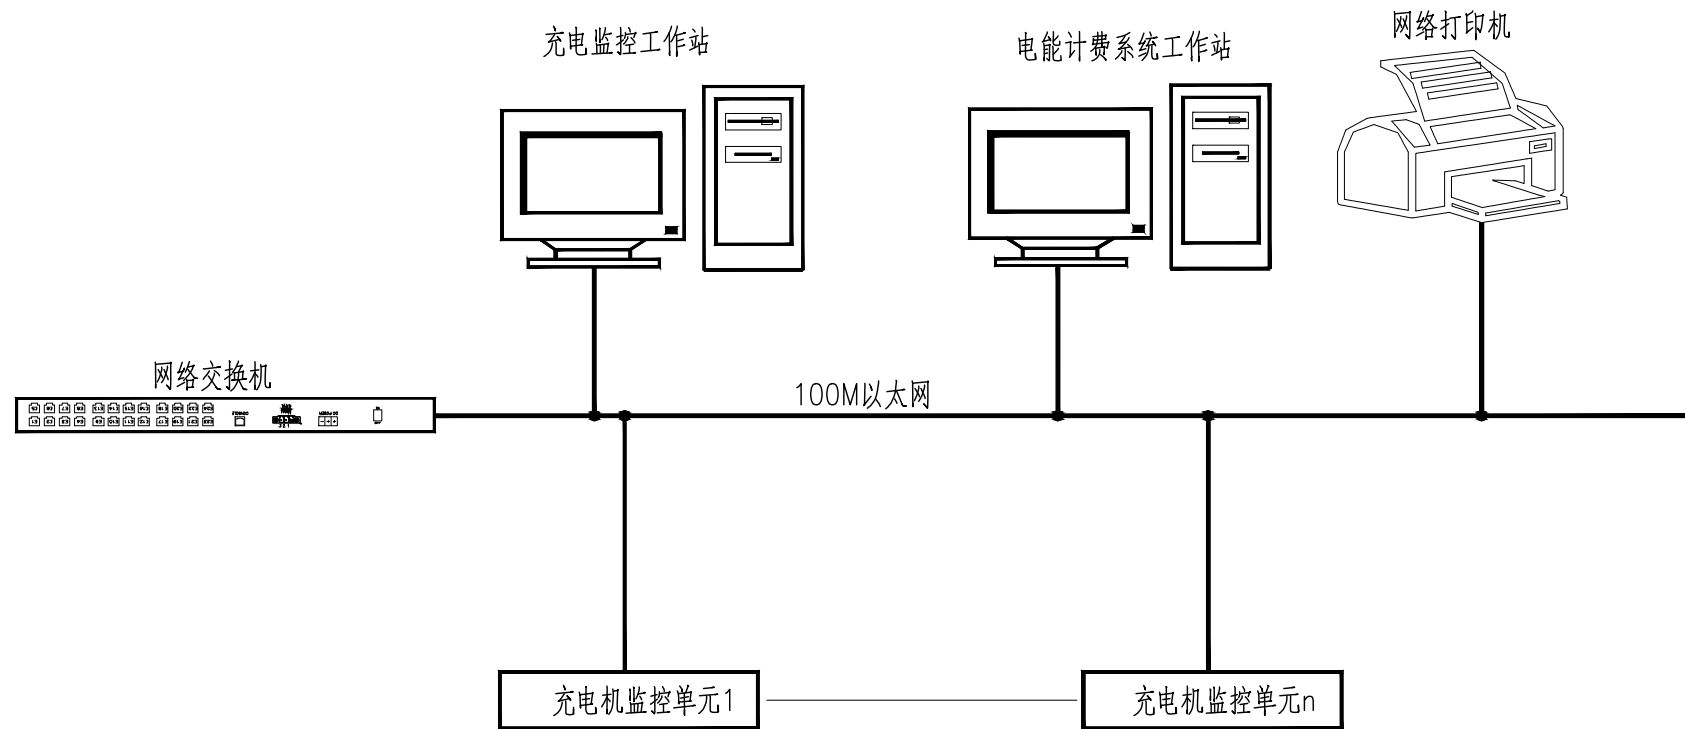 充电监控工作站
电能计费系统工作站
网络打印机
网络交换机
100M以太网
充电机监控单元1
充电机监控单元n